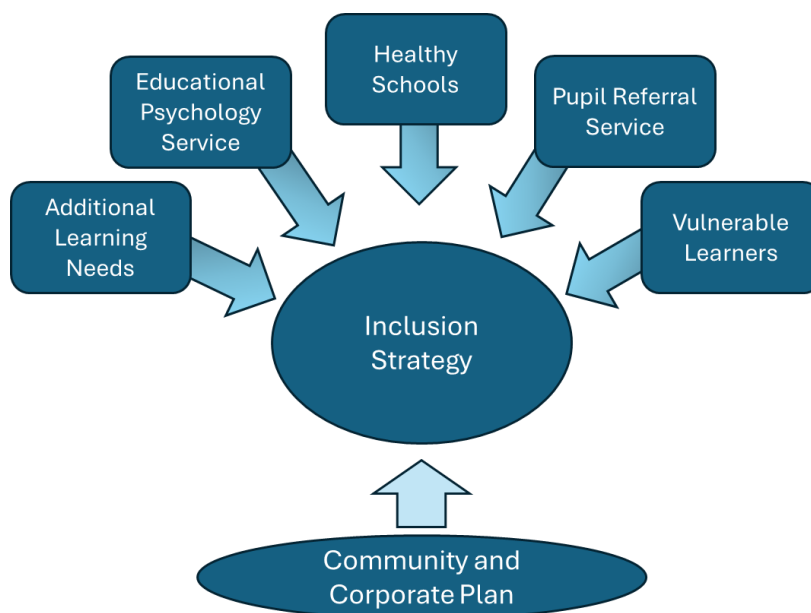 Healthy
Schools
Educational
Psychology
Service
Pupil Referral
Service
Additional
Learning
Needs
Vulnerable
Learners
Inclusion
Strategy
Community and
Corporate Plan